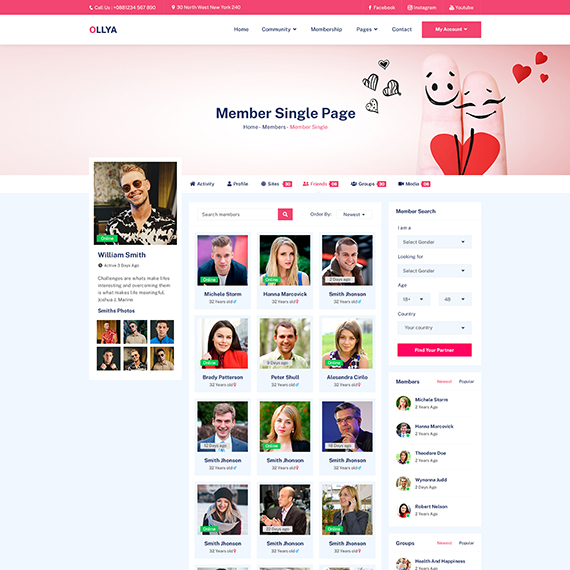 Call Us : +0881234 567 890
30 North West New York 240
Facebook
Instagram
Youtube
OLLYA
Home
Community
Membership
Pages
Contact
My Account
Member Single Page
Home - Members - Member Single
Activity
Profile
Sites 30
Friends 06
Groups 30
Media 06
Online
William Smith
Active 3 Days Ago
Challenges are whats make lifes
interesting and overcoming them
is what makes life meaningful.
Joshua J. Marine
Smiths Photos
Search members
Order By:
Newest
Online
Michele Storm
32 Years old
Online
Hanna Marcovick
32 Years old
2 Days Ago
Smith Jhonson
32 Years old
Online
Brady Patterson
32 Years old
Days Ago
Peter Shull
32 Years old
Online
Alexandra Cirilo
32 Years old
12 Days Ago
Smith Jhonson
32 Years old
Online
Smith Jhonson
32 Years old
Days Ago
Smith Jhonson
32 Years old
Online
Smith Jhonson
32 Years old
22 Days Ago
Smith Jhonson
32 Years old
Online
Smith Jhonson
32 Years old
Member Search
I am a
Select Gender
Looking for
Select Gender
Age
18+
48
Country
Your country
Find Your Partner
Members
Newest
Popular
Michele Storm
2 Years Ago
Hanna Marcovick
2 Years Ago
Theodore Doe
2 Years Ago
Wynonna Judd
2 Years Ago
Robert Nelson
2 Years Ago
Groups
Newest
Popular
Health And Happiness
2 Years Ago